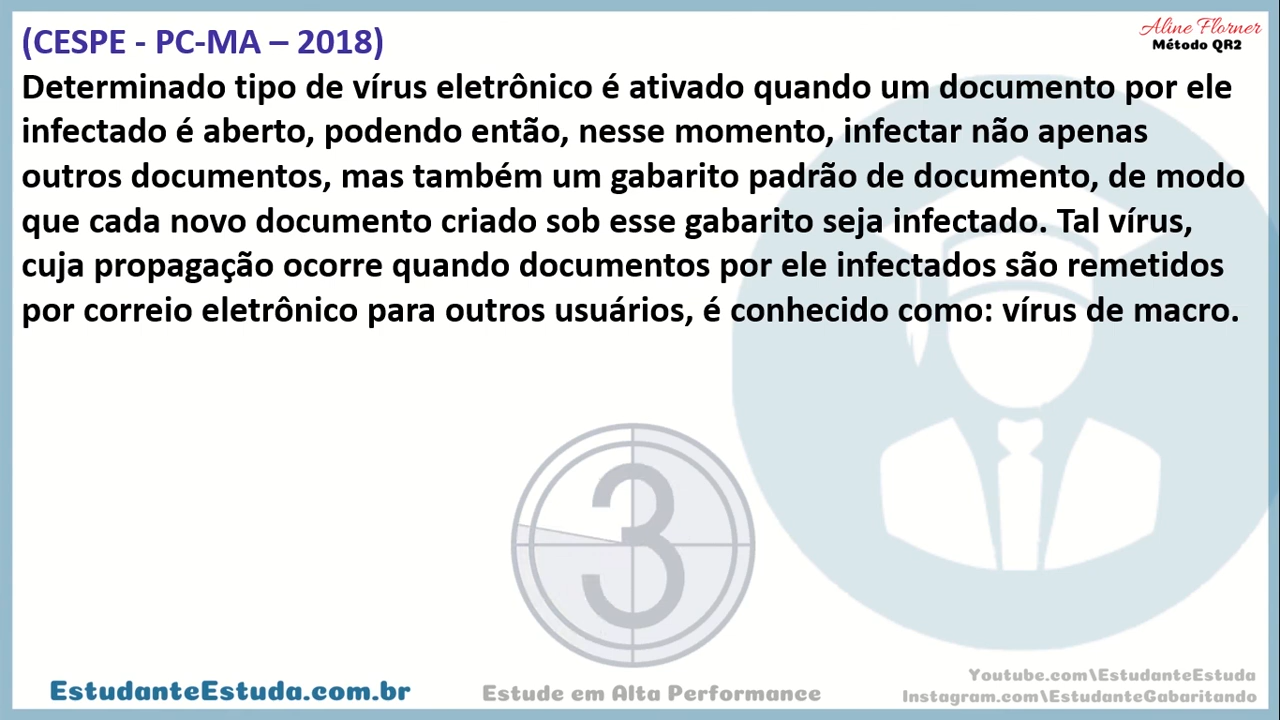 (CESPE - PC-MA – 2018)
Aline Florner
Método QR2
Determinado tipo de vírus eletrônico é ativado quando um documento por ele
infectado é aberto, podendo então, nesse momento, infectar não apenas
outros documentos, mas também um gabarito padrão de documento, de modo
que cada novo documento criado sob esse gabarito seja infectado. Tal vírus,
cuja propagação ocorre quando documentos por ele infectados são remetidos
por correio eletrônico para outros usuários, é conhecido como: vírus de macro.
3
EstudanteEstuda.com.br
Estude em Alta Performance
Youtube.com\EstudanteEstuda
Instagram.com\EstudanteGabaritando